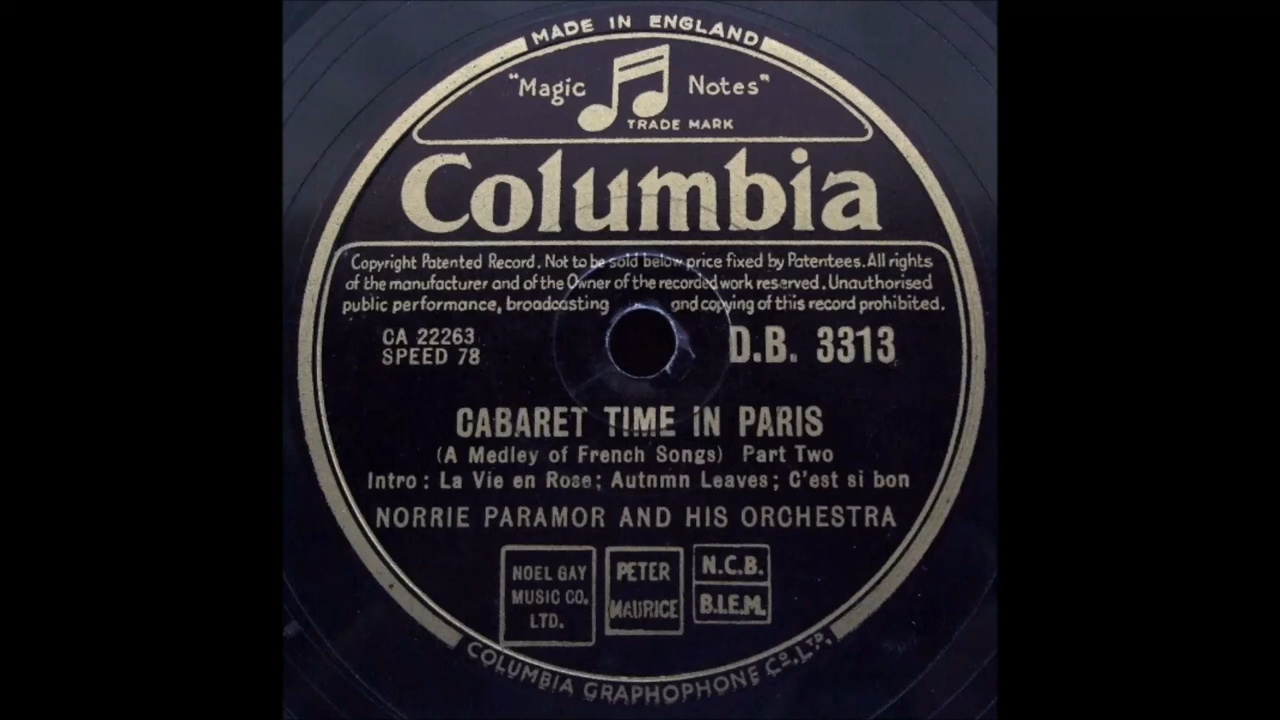 MADE IN ENGLAND
"Magic Notes"
TRADE MARK
Columbia
Copyright Patented Record. Not to be sold below price fixed by Patentees. All rights
of the manufacturer and of the Owner of the recorded work reserved. Unauthorised
public performance, broadcasting and copying of this record prohibited.
CA 22263
SPEED 78
D.B. 3313
CABARET TIME IN PARIS
(A Medley of French Songs) Part Two
Intro : La Vie en Rose; Autnmn Leaves; C'est si bon
NORRIE PARAMOR AND HIS ORCHESTRA
NOEL GAY
MUSIC CO.
LTD.
PETER
MAURICE
N.C.B.
B.I.E.M.
COLUMBIA GRAPHOPHONE CO. LTD.